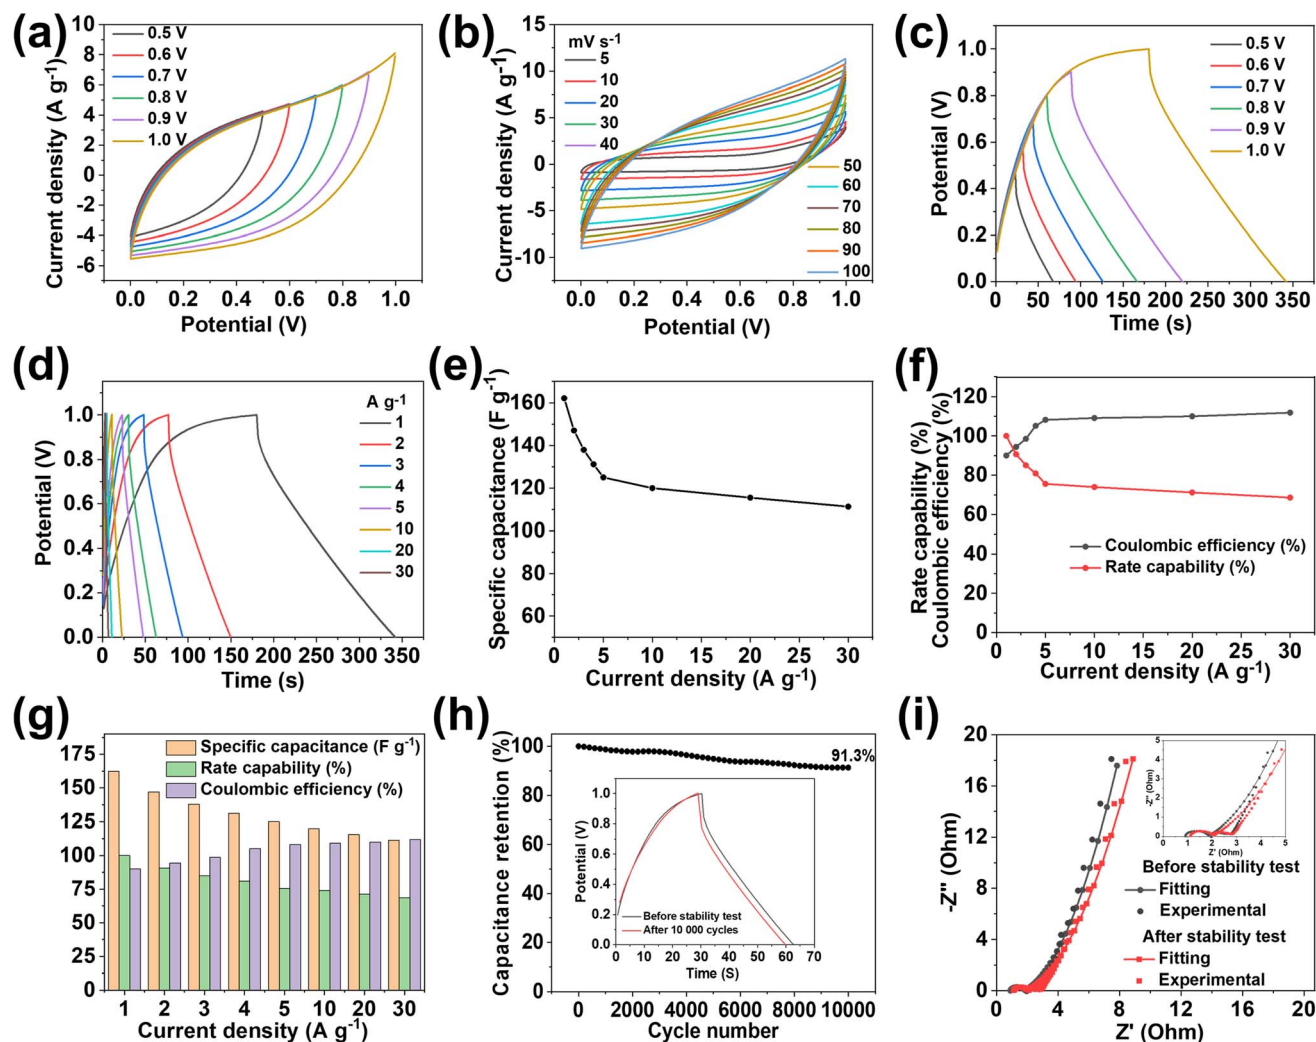 (a)
Current density (A g-1)
10
8
6
4
2
0
-2
-4
-6
0.5 V
0.6 V
0.7 V
0.8 V
0.9 V
1.0 V
0.0 0.2 0.4 0.6 0.8 1.0
Potential (V)
(b)
Current density (A g-1)
15
10
5
0
-5
-10
mV s-1
5
10
20
30
40
50
60
70
80
90
100
0.0 0.2 0.4 0.6 0.8 1.0
Potential (V)
(c)
Potential (V)
1.0
0.8
0.6
0.4
0.2
0.0
0.5 V
0.6 V
0.7 V
0.8 V
0.9 V
1.0 V
0 50 100 150 200 250 300 350
Time (s)
(d)
Potential (V)
1.0
0.8
0.6
0.4
0.2
0.0
A g-1
1
2
3
4
5
10
20
30
0 50 100 150 200 250 300 350
Time (s)
(e)
Specific capacitance (F g-1)
160
140
120
100
80
60
0 5 10 15 20 25 30
Current density (A g-1)
(f)
Rate capability (%)
Coulombic efficiency (%)
120
100
80
60
40
20
0
Coulombic efficiency (%)
Rate capability (%)
0 5 10 15 20 25 30
Current density (A g-1)
(g)
175
150
125
100
75
50
25
0
Specific capacitance (F g-1)
Rate capability (%)
Coulombic efficiency (%)
1 2 3 4 5 10 20 30
Current density (A g-1)
(h)
Capacitance retention (%)
100
80
60
40
20
0
91.3%
Potential (V)
1.0
0.8
0.6
0.4
0.2
0.0
Before stability test
After 10 000 cycles
0 10 20 30 40 50 60 70
Time (S)
0 2000 4000 6000 8000 10000
Cycle number
(i)
-Z" (Ohm)
20
16
12
8
4
0
-Z" (Ohm)
5
4
3
2
1
0
0 1 2 3 4 5
Z' (Ohm)
Before stability test
Fitting
Experimental
After stability test
Fitting
Experimental
0 4 8 12 16 20
Z' (Ohm)